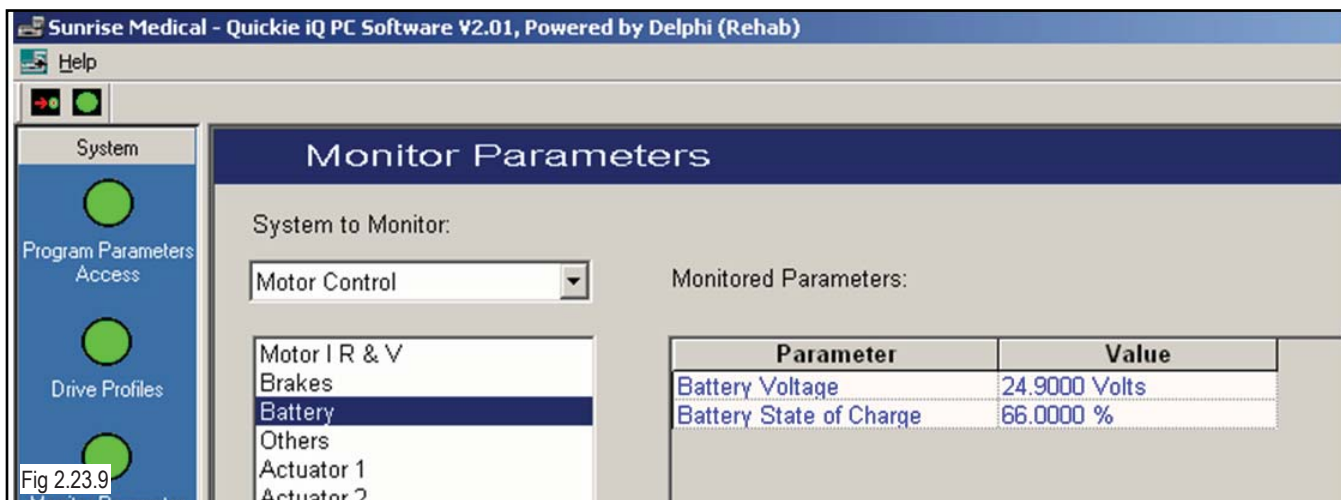 Sunrise Medical - Quickie iQ PC Software V2.01, Powered by Delphi (Rehab)
Help
System
Program Parameters
Access
Drive Profiles
Fig 2.23.9
Monitor Parameters
System to Monitor:
Motor Control
Motor I R & V
Brakes
Battery
Others
Actuator 1
Actuator 2
Monitored Parameters:
Parameter Value
Battery Voltage 24.9000 Volts
Battery State of Charge 66.0000 %